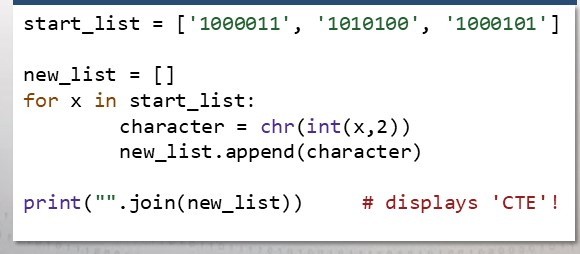 start_list = ['1000011', '1010100', '1000101']
new_list = []
for x in start_list:
        character = chr(int(x,2))
        new_list.append(character)
print("".join(new_list))     # displays 'CTE'!